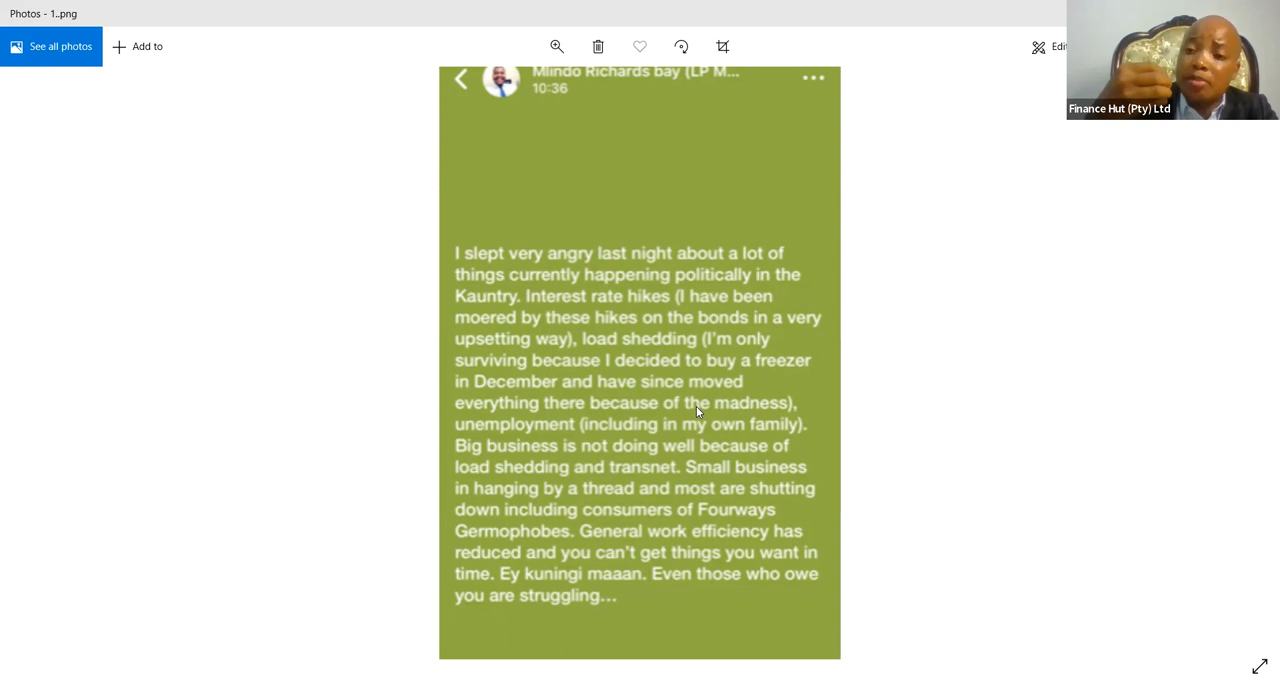 Photos - 1..png
See all photos
Add to
Edit
Finance Hut (Pty) Ltd
Mlindo Richards bay (LP M...
10:36
I slept very angry last night about a lot of
things currently happening politically in the
Kauntry. Interest rate hikes (I have been
moered by these hikes on the bonds in a very
upsetting way), load shedding (I'm only
surviving because I decided to buy a freezer
in December and have since moved
everything there because of the madness),
unemployment (including in my own family).
Big business is not doing well because of
load shedding and transnet. Small business
in hanging by a thread and most are shutting
down including consumers of Fourways
Germophobes. General work efficiency has
reduced and you can't get things you want in
time. Ey kuningi maaan. Even those who owe
you are struggling...